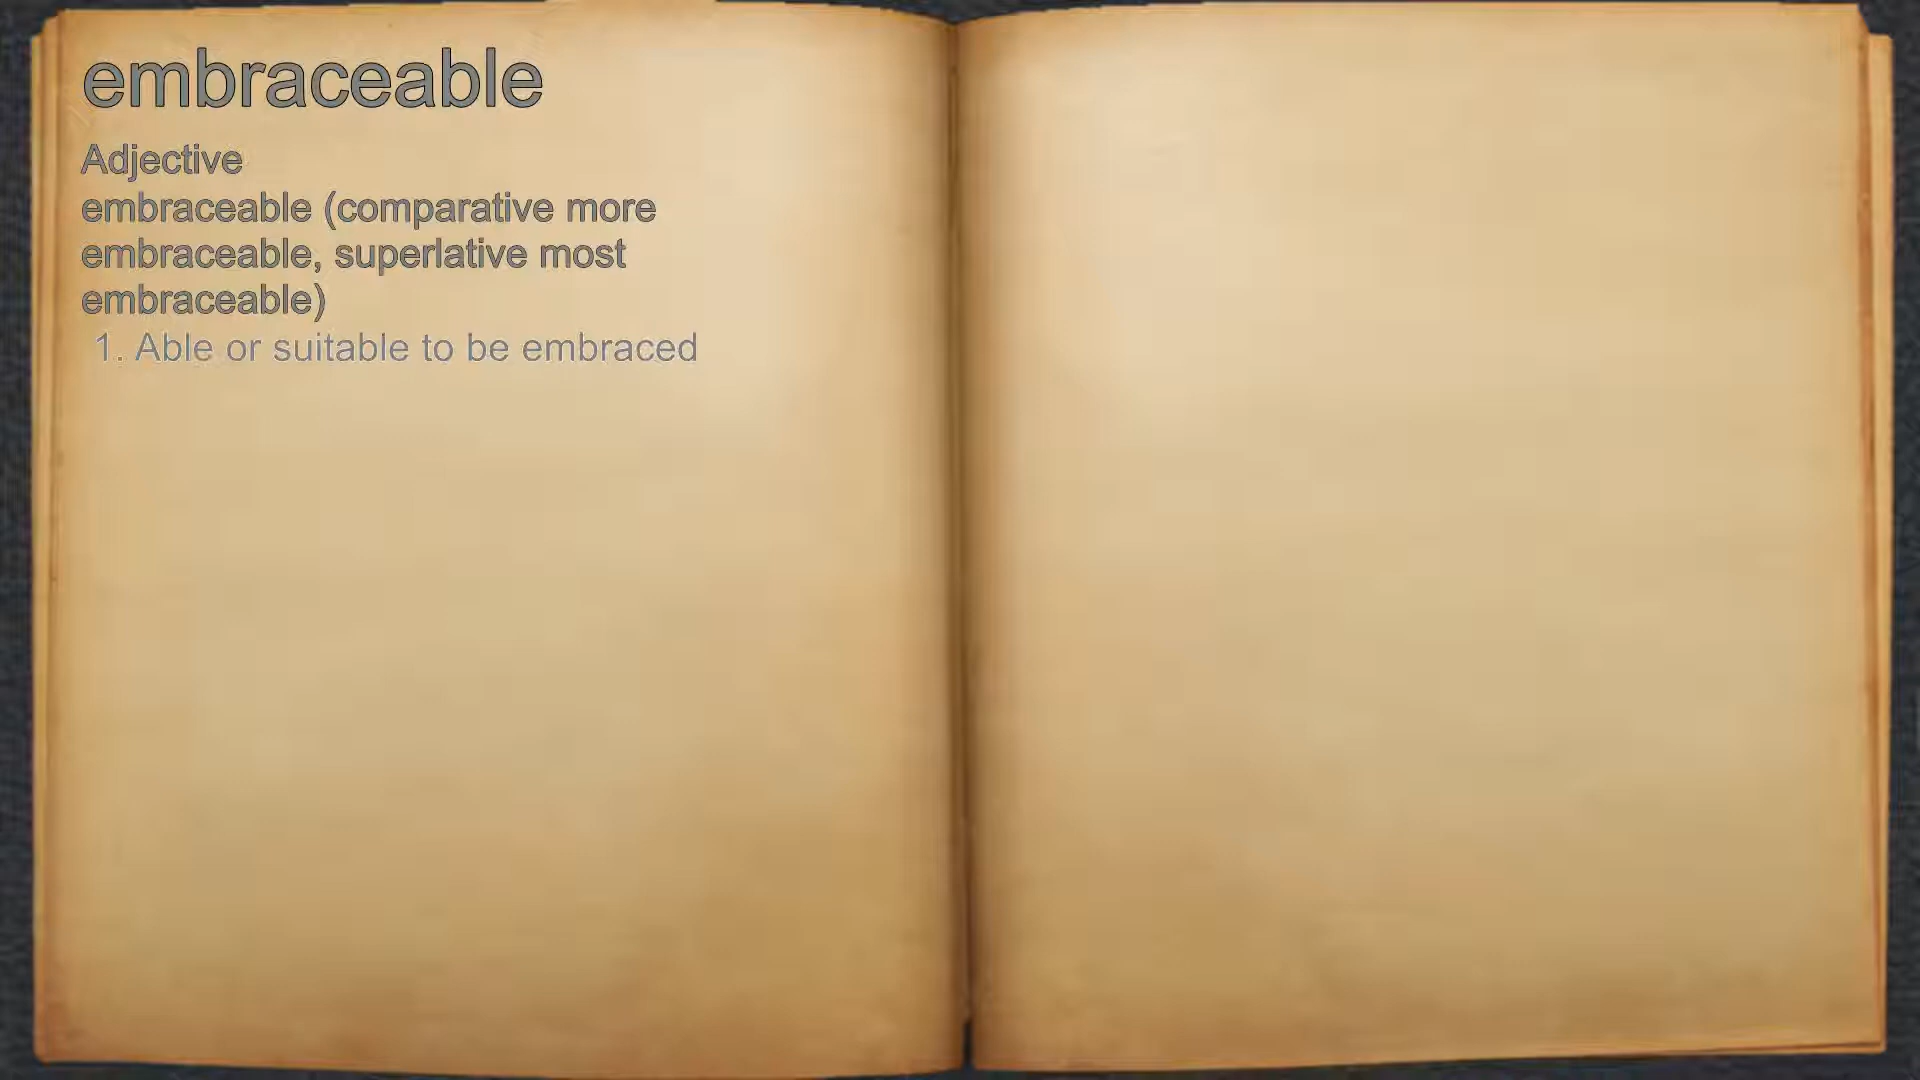 embraceable
Adjective
embraceable (comparative more
embraceable, superlative most
embraceable)
1. Able or suitable to be embraced